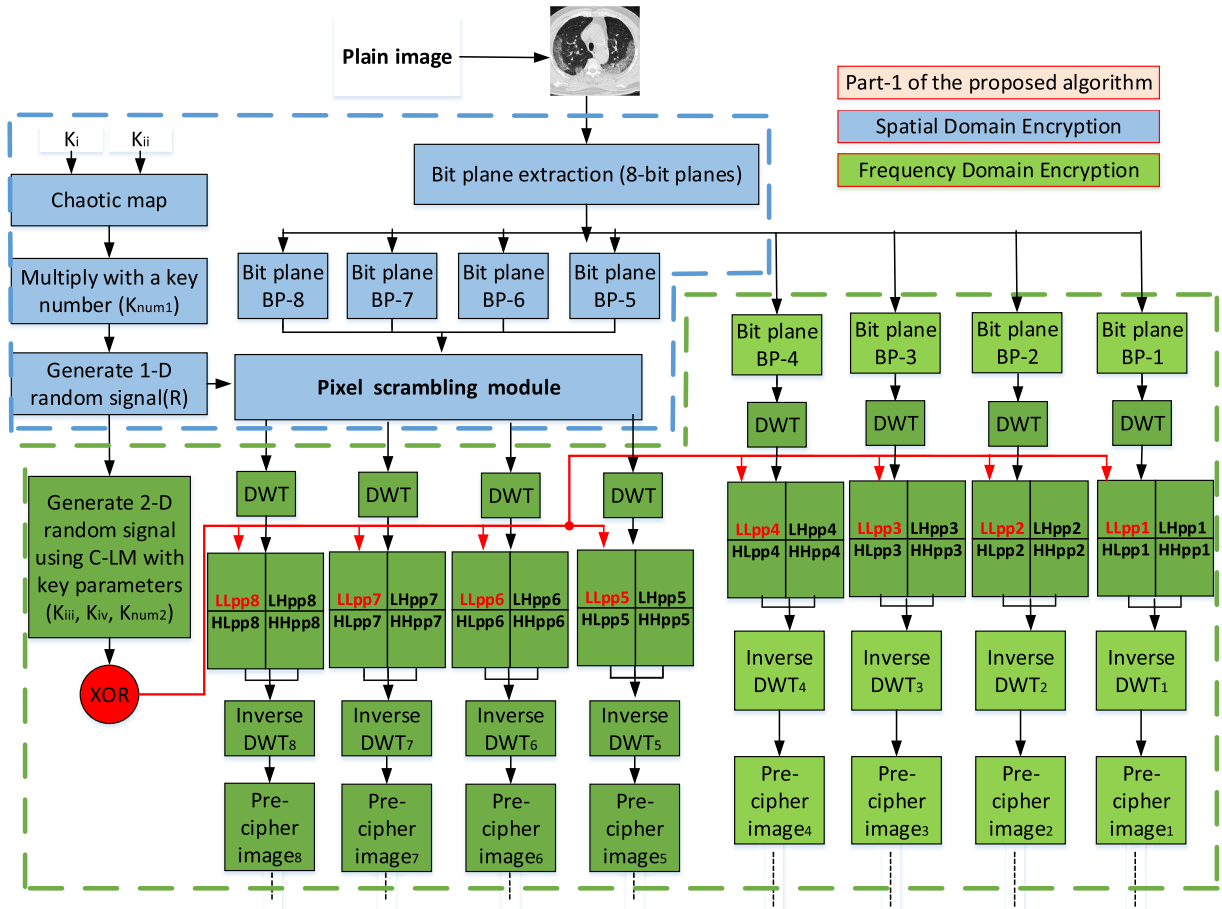 Plain image
Part-1 of the proposed algorithm
Spatial Domain Encryption
Frequency Domain Encryption
Ki
Kii
Chaotic map
Multiply with a key
number (Knum1)
Generate 1-D
random signal(R)
Bit plane extraction (8-bit planes)
Bit plane
BP-8
Bit plane
BP-7
Bit plane
BP-6
Bit plane
BP-5
Pixel scrambling module
Bit plane
BP-4
Bit plane
BP-3
Bit plane
BP-2
Bit plane
BP-1
DWT
DWT
DWT
DWT
DWT
DWT
DWT
DWT
Generate 2-D
random signal
using C-LM with
key parameters
(Kiii, Kiv, Knum2)
XOR
LLpp8 LHpp8
HLpp8 HHpp8
LLpp7 LHpp7
HLpp7 HHpp7
LLpp6 LHpp6
HLpp6 HHpp6
LLpp5 LHpp5
HLpp5 HHpp5
LLpp4 LHpp4
HLpp4 HHpp4
LLpp3 LHpp3
HLpp3 HHpp3
LLpp2 LHpp2
HLpp2 HHpp2
LLpp1 LHpp1
HLpp1 HHpp1
Inverse
DWT8
Inverse
DWT7
Inverse
DWT6
Inverse
DWT5
Inverse
DWT4
Inverse
DWT3
Inverse
DWT2
Inverse
DWT1
Pre-
cipher
image8
Pre-
cipher
image7
Pre-
cipher
image6
Pre-
cipher
image5
Pre-
cipher
image4
Pre-
cipher
image3
Pre-
cipher
image2
Pre-
cipher
image1